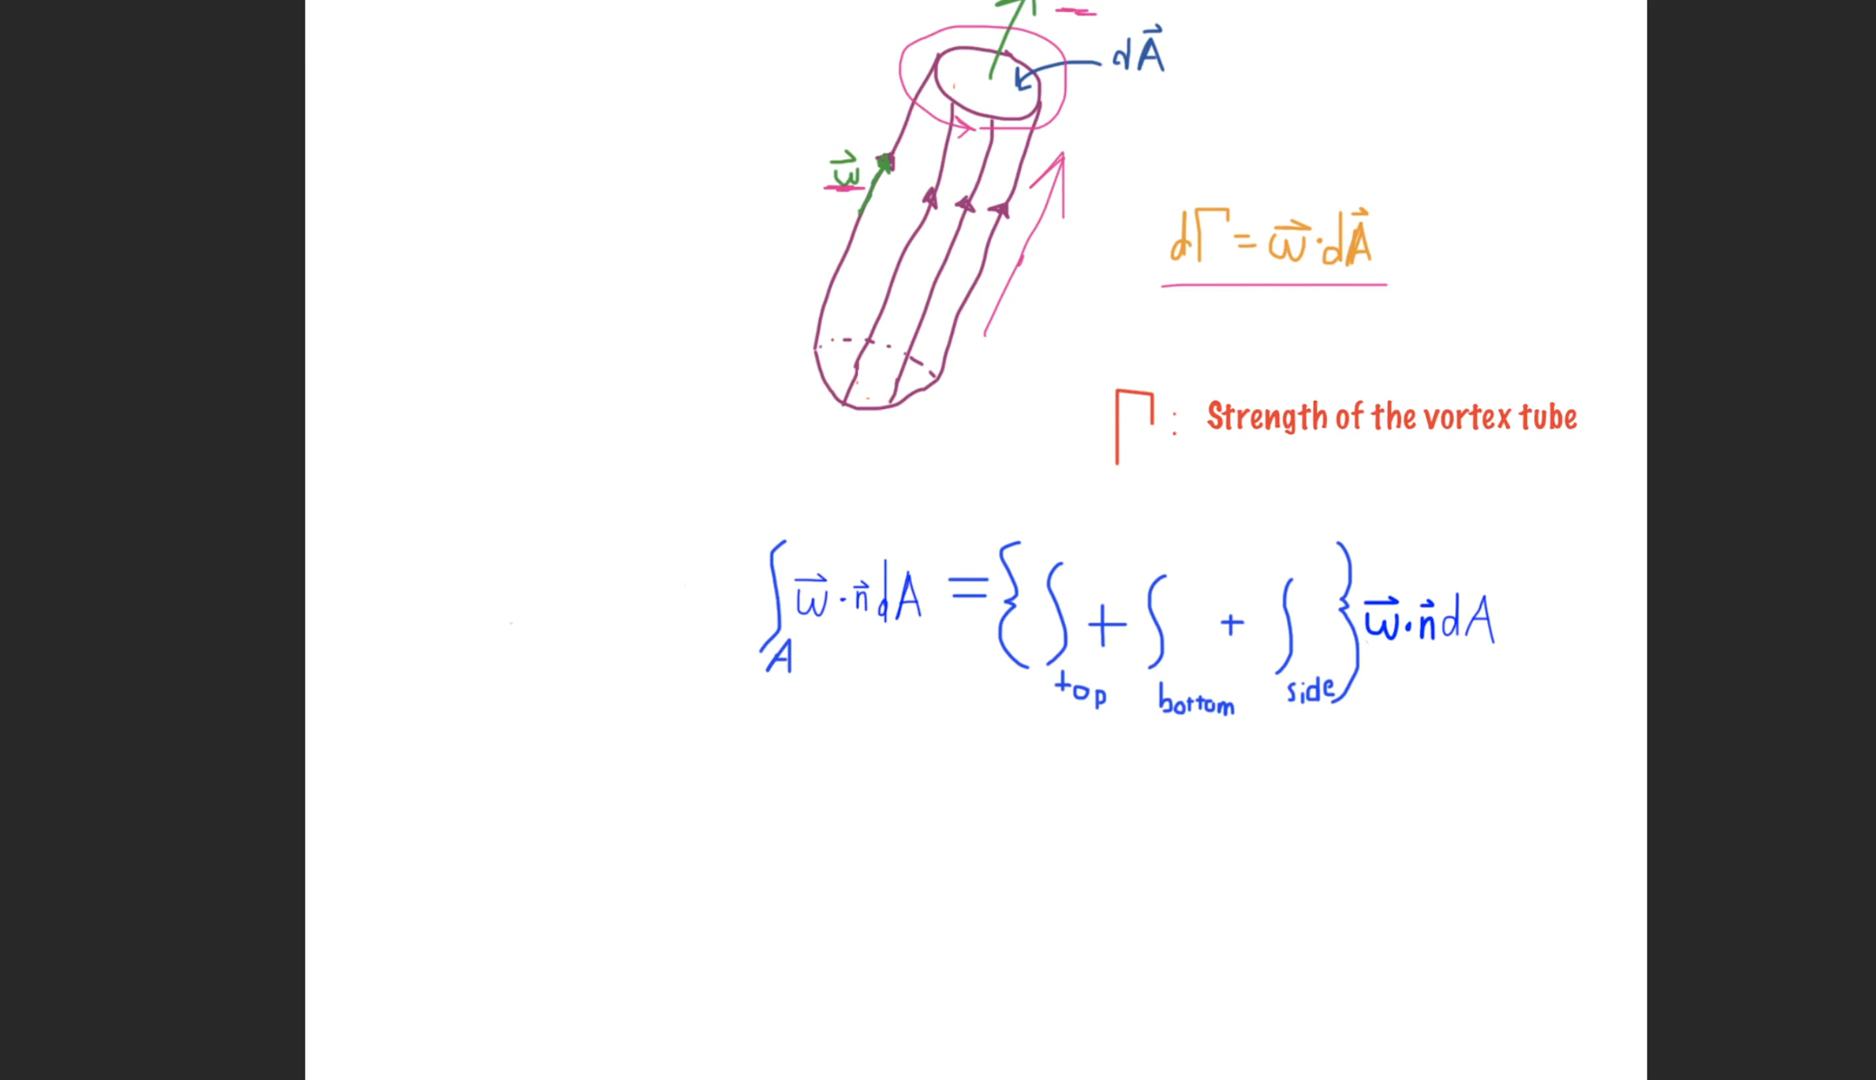 dA⃗
ω⃗
dΓ = ω⃗ · dA⃗
Γ : Strength of the vortex tube
∫_A ω⃗ · n⃗ dA = { ∫_top + ∫_bottom + ∫_side } ω⃗ · n⃗ dA